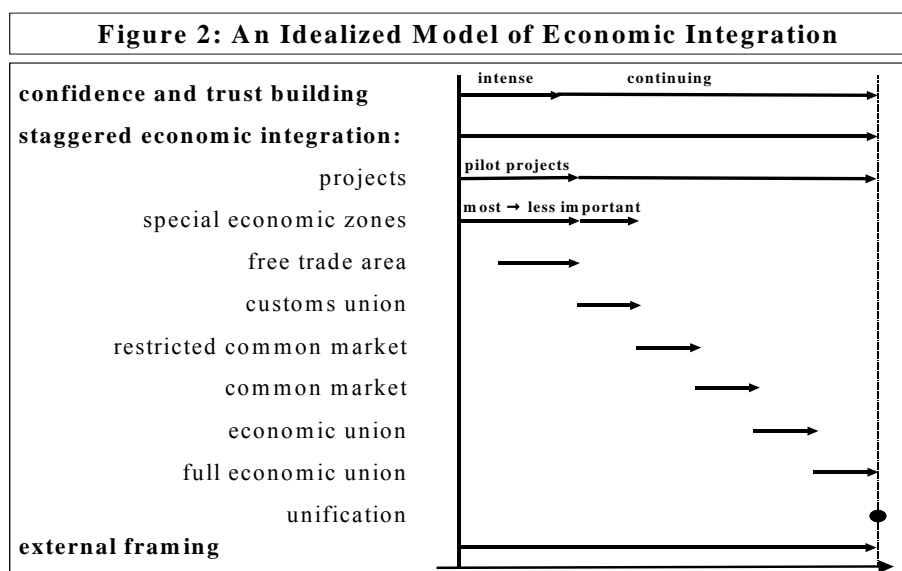 Figure 2: An Idealized Model of Economic Integration
intense continuing
confidence and trust building
staggered economic integration:
pilot projects
projects
most → less important
special economic zones
free trade area
customs union
restricted common market
common market
economic union
full economic union
unification
external framing